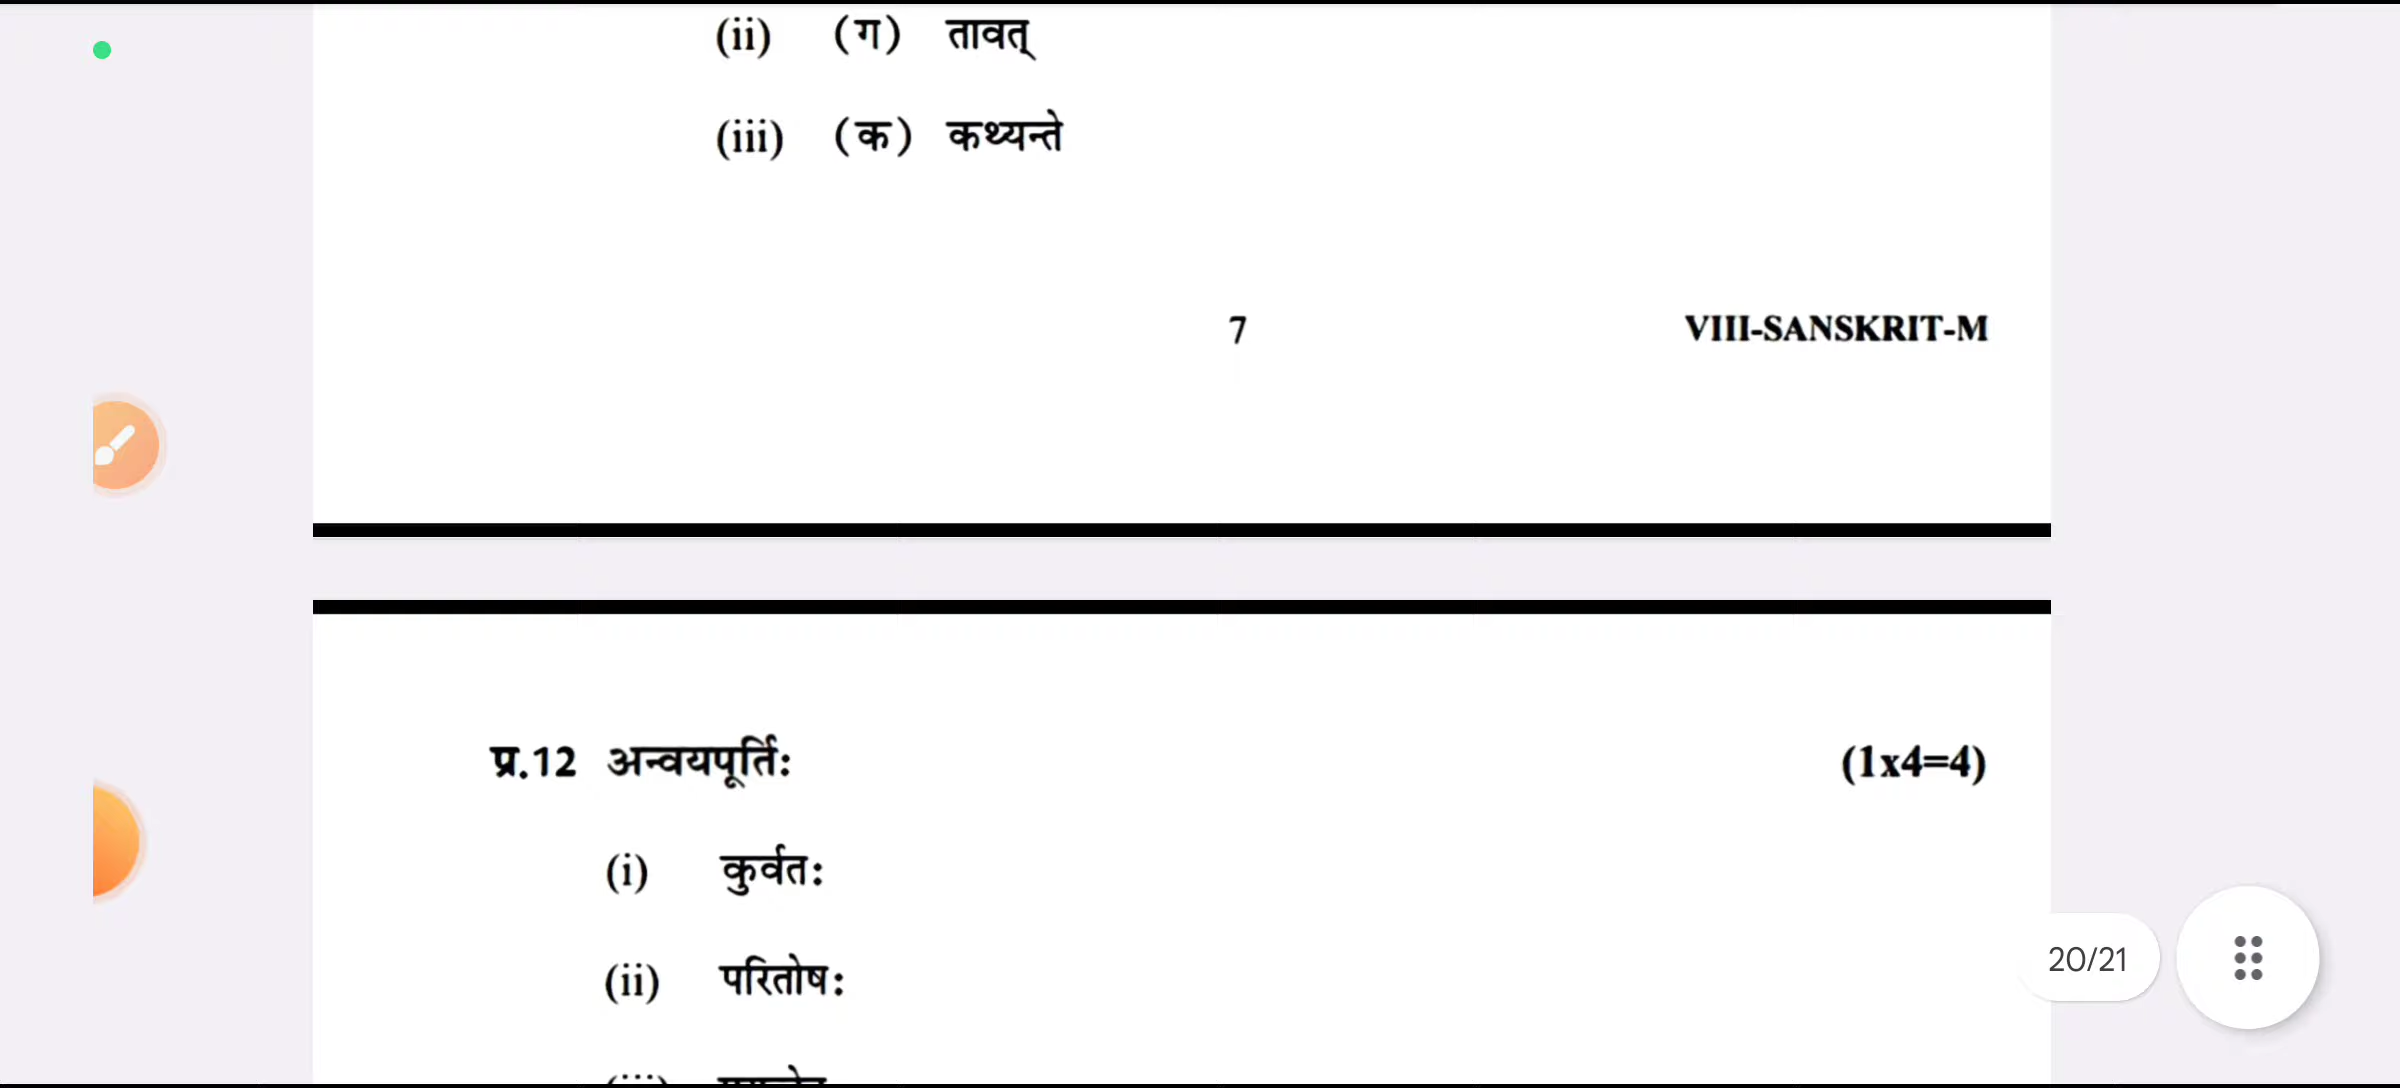 (ii) (ग) तावत्
(iii) (क) कथ्यन्ते
7 VIII-SANSKRIT-M
प्र.12 अन्वयपूर्तिः (1x4=4)
(i) कुर्वतः
(ii) परितोषः
20/21